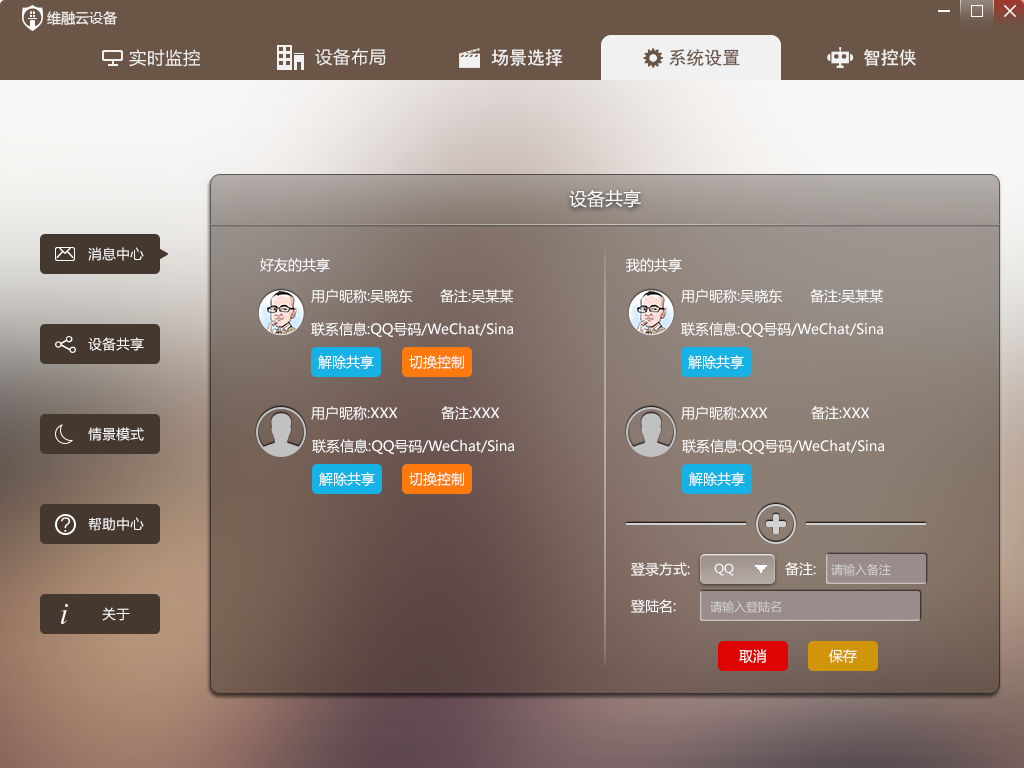 维融云设备
实时监控
设备布局
场景选择
系统设置
智控侠
设备共享
消息中心
设备共享
情景模式
帮助中心
i 关于
好友的共享
用户昵称:吴晓东 备注:吴某某
联系信息:QQ号码/WeChat/Sina
解除共享 切换控制
用户昵称:XXX 备注:XXX
联系信息:QQ号码/WeChat/Sina
解除共享 切换控制
我的共享
用户昵称:吴晓东 备注:吴某某
联系信息:QQ号码/WeChat/Sina
解除共享
用户昵称:XXX 备注:XXX
联系信息:QQ号码/WeChat/Sina
解除共享
登录方式: QQ 备注: 请输入备注
登陆名: 请输入登陆名
取消 保存